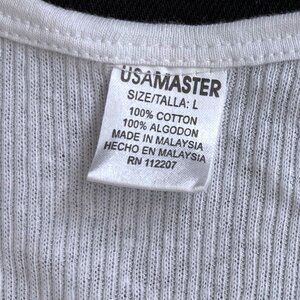 USAMASTER
SIZE/TALLA: L
100% COTTON
100% ALGODON
MADE IN MALAYSIA
HECHO EN MALAYSIA
RN 112207